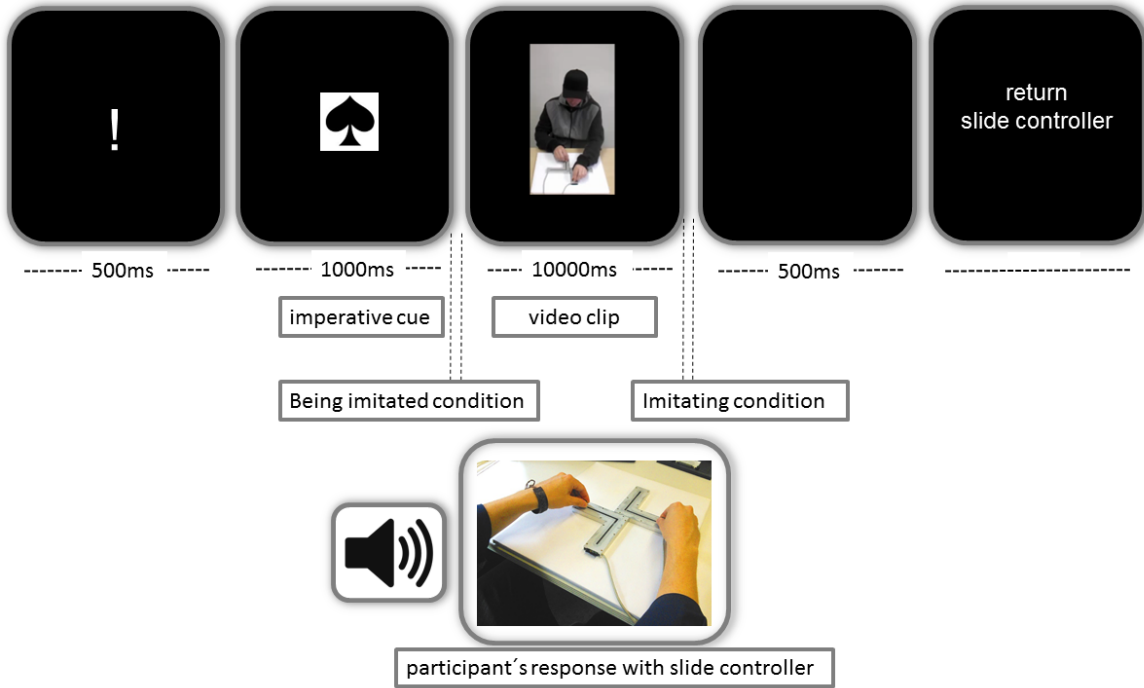 !
return
slide controller
500ms
1000ms
10000ms
500ms
imperative cue
video clip
Being imitated condition
Imitating condition
participant´s response with slide controller